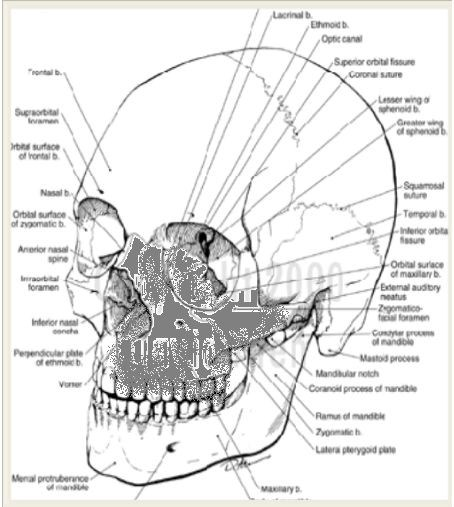 Lacrinal b.
Ethmoid b.
Optic canal
Superior orbital fissure
Coronal suture
Lesser wing of
sphenoid b.
Greater wing
of sphenoid b.
Squamosal
suture
Temporal b.
Inferior orbita
fissure
Orbital surface
of maxillary b.
External auditory
meatus
Zygomatico-
facial foramen
Condylar process
of mandible
Mastoid process
Mandibular notch
Coranoid process of mandible
Ramus of mandible
Zygomatic b.
Latera pterygoid plate
Maxillary b.
Frontal b.
Supraorbital
foramen
Orbital surface
of frontal b.
Nasal b.
Orbital surface
of zygomatic b.
Anterior nasal
spine
Infraorbital
foramen
Inferior nasal
concha
Perpendicular plate
of ethmoid b.
Vomer
Mental protruberance
of mandible